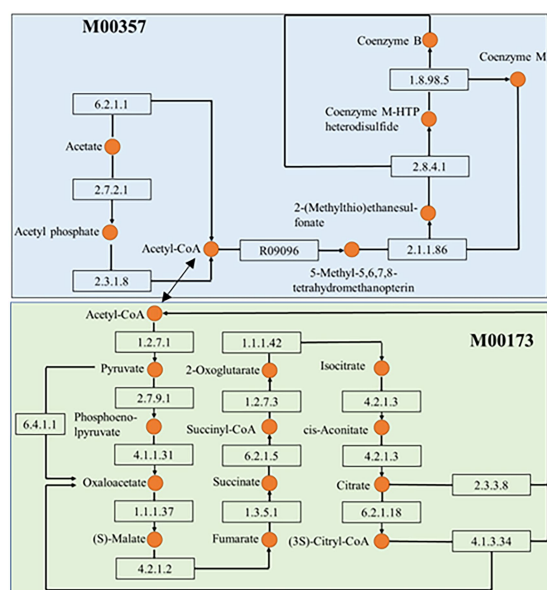 M00357
Coenzyme B
Coenzyme M
1.8.98.5
6.2.1.1
Coenzyme M-HTP
heterodisulfide
Acetate
2.8.4.1
2.7.2.1
2-(Methylthio)ethanesul-
fonate
Acetyl phosphate
Acetyl-CoA
R09096
2.1.1.86
2.3.1.8
5-Methyl-5,6,7,8-
tetrahydromethanopterin
Acetyl-CoA
M00173
1.2.7.1
1.1.1.42
Pyruvate
2-Oxoglutarate
Isocitrate
2.7.9.1
1.2.7.3
4.2.1.3
6.4.1.1
Phosphoeno-
lpyruvate
Succinyl-CoA
cis-Aconitate
4.1.1.31
6.2.1.5
4.2.1.3
Oxaloacetate
Succinate
Citrate
2.3.3.8
1.1.1.37
1.3.5.1
6.2.1.18
(S)-Malate
Fumarate
(3S)-Citryl-CoA
4.1.3.34
4.2.1.2